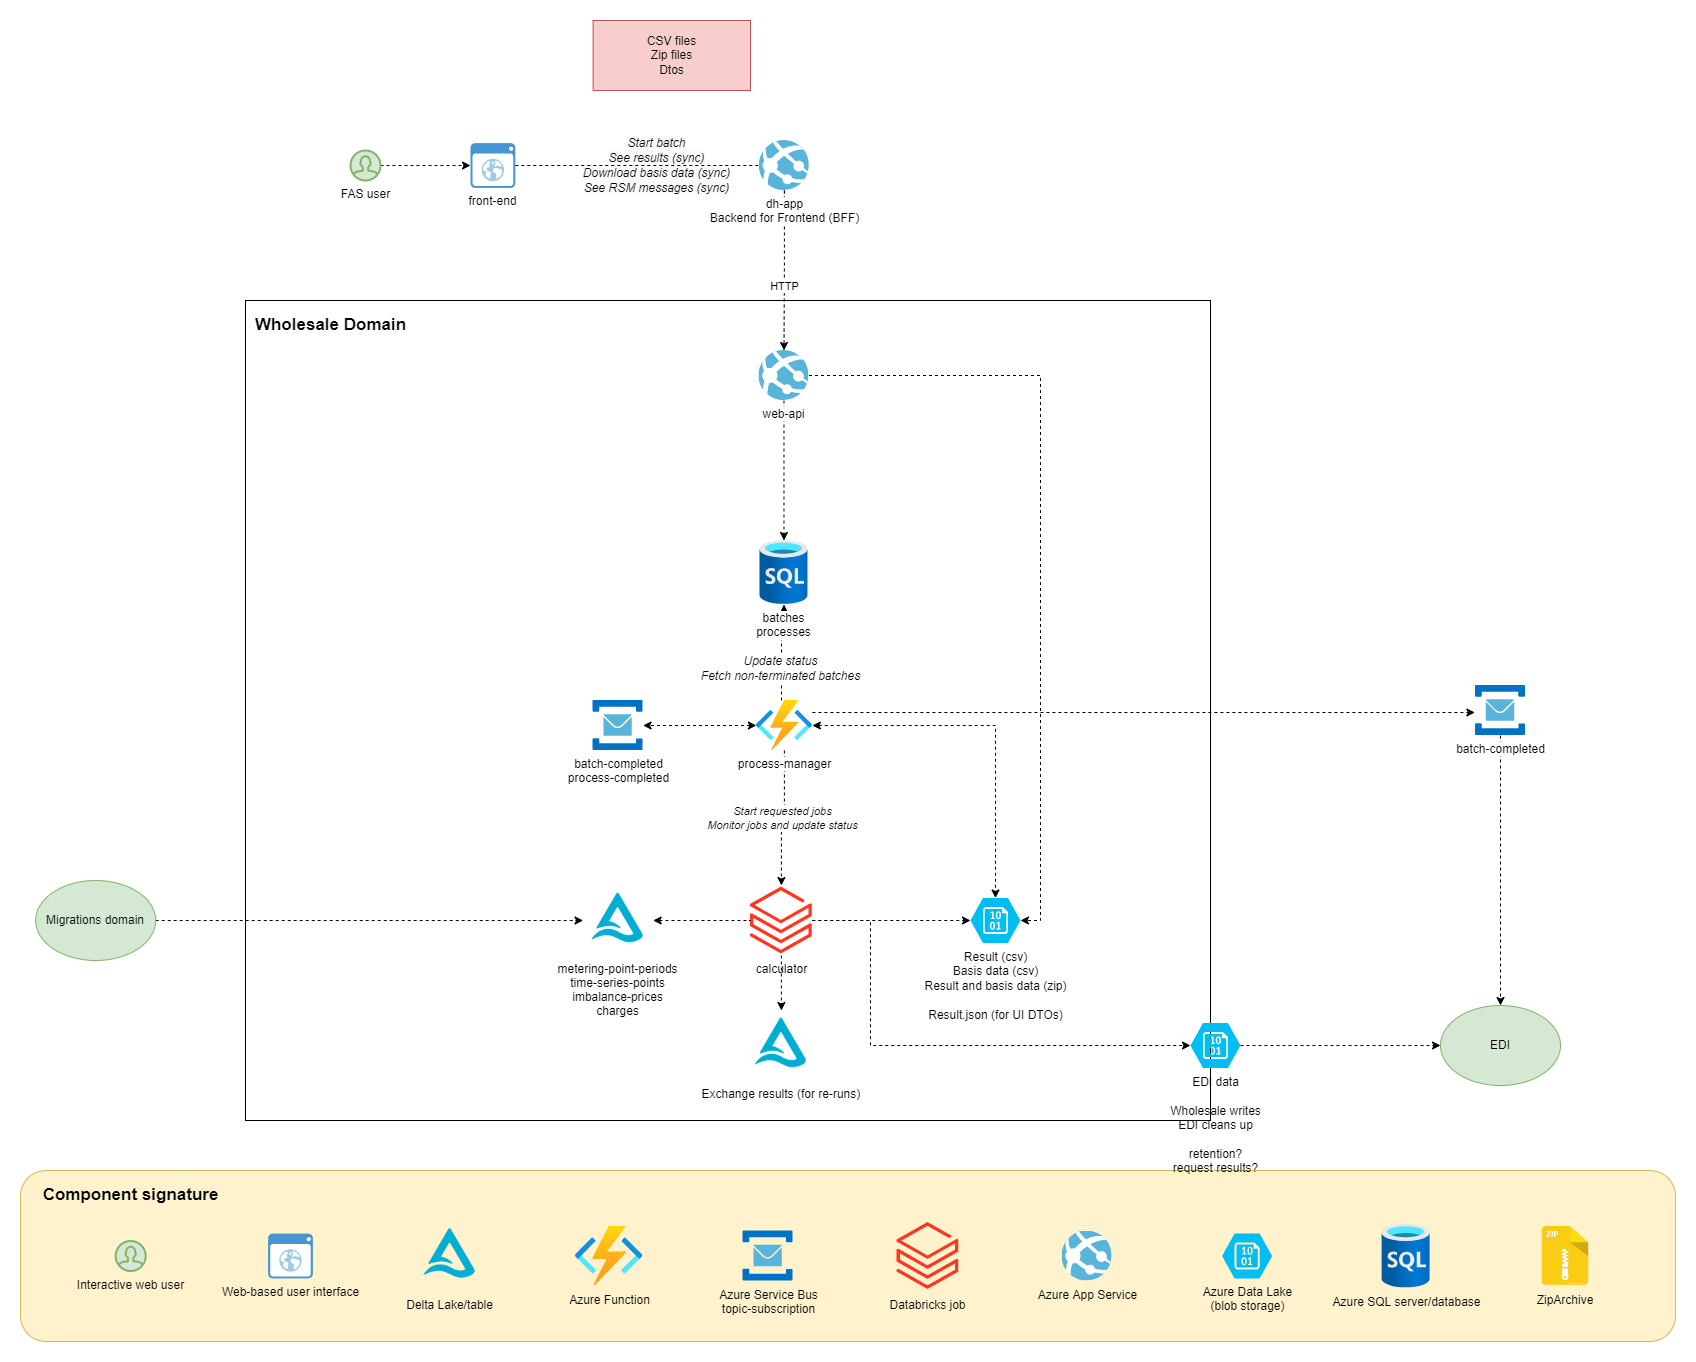 CSV files
Zip files
Dtos
Start batch
See results (sync)
Download basis data (sync)
See RSM messages (sync)
FAS user
front-end
dh-app
Backend for Frontend (BFF)
HTTP
Wholesale Domain
web-api
SQL
batches
processes
Update status
Fetch non-terminated batches
batch-completed
process-completed
process-manager
batch-completed
Start requested jobs
Monitor jobs and update status
Migrations domain
metering-point-periods
time-series-points
imbalance-prices
charges
calculator
10
01
Result (csv)
Basis data (csv)
Result and basis data (zip)
Result.json (for UI DTOs)
Exchange results (for re-runs)
10
01
EDI data
Wholesale writes
EDI cleans up
retention?
request results?
EDI
Component signature
Interactive web user
Web-based user interface
Delta Lake/table
Azure Function
Azure Service Bus
topic-subscription
Databricks job
Azure App Service
10
01
Azure Data Lake
(blob storage)
SQL
Azure SQL server/database
ZIP
ZipArchive